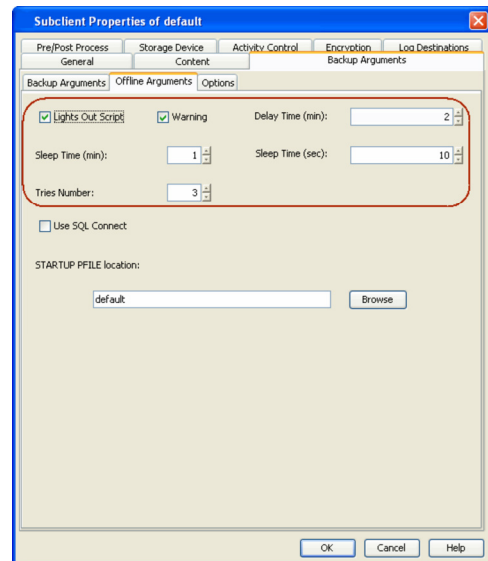 Subclient Properties of default
Pre/Post Process Storage Device Activity Control Encryption Log Destinations
General Content Backup Arguments
Backup Arguments Offline Arguments Options
Lights Out Script Warning Delay Time (min): 2
Sleep Time (min): 1 Sleep Time (sec): 10
Tries Number: 3
Use SQL Connect
STARTUP PFILE location:
default Browse
OK Cancel Help